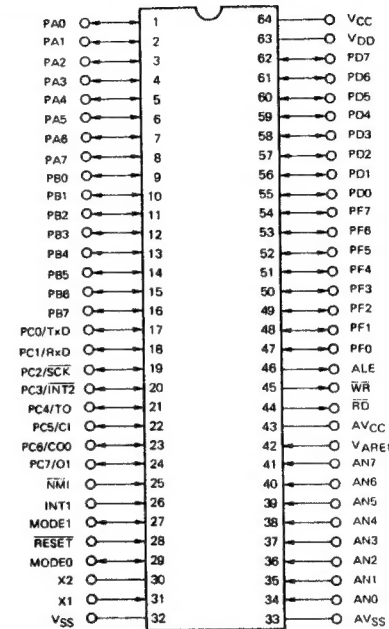 PA0 1 64 VCC
PA1 2 63 VDD
PA2 3 62 PD7
PA3 4 61 PD6
PA4 5 60 PD5
PA5 6 59 PD4
PA6 7 58 PD3
PA7 8 57 PD2
PB0 9 56 PD1
PB1 10 55 PD0
PB2 11 54 PF7
PB3 12 53 PF6
PB4 13 52 PF5
PB5 14 51 PF4
PB6 15 50 PF3
PB7 16 49 PF2
PC0/TxD 17 48 PF1
PC1/RxD 18 47 PF0
PC2/S̅C̅K̅ 19 46 ALE
PC3/I̅N̅T̅2̅ 20 45 W̅R̅
PC4/TO 21 44 R̅D̅
PC5/CI 22 43 AVCC
PC6/CO0 23 42 VAREF
PC7/O1 24 41 AN7
N̅M̅I̅ 25 40 AN6
INT1 26 39 AN5
MODE1 27 38 AN4
R̅E̅S̅E̅T̅ 28 37 AN3
MODE0 29 36 AN2
X2 30 35 AN1
X1 31 34 AN0
VSS 32 33 AVSS